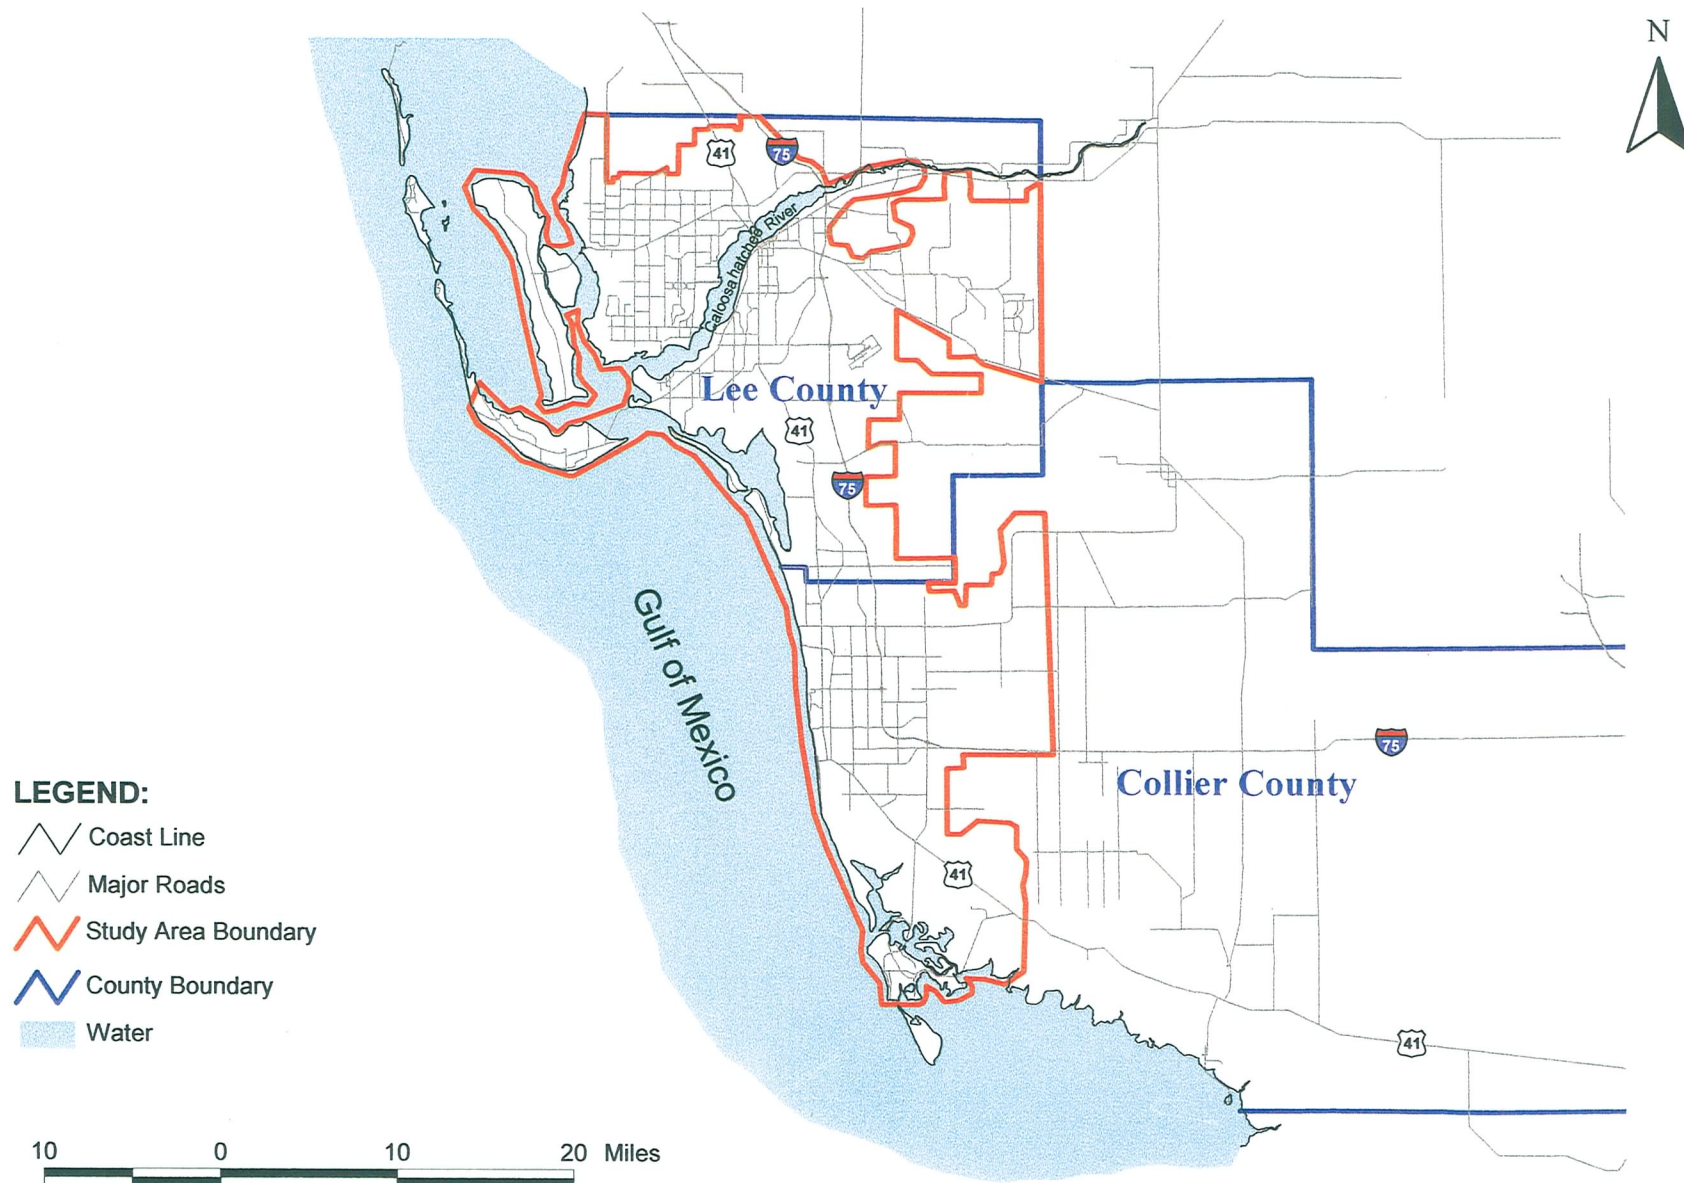 N
41
75
Caloosahatchee River
Lee County
41
75
Gulf of Mexico
75
Collier County
LEGEND:
Coast Line
Major Roads
Study Area Boundary
County Boundary
Water
41
41
10 0 10 20 Miles